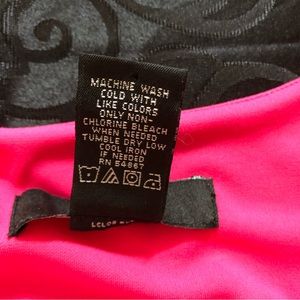 MACHINE WASH
COLD WITH
LIKE COLORS
ONLY NON-
CHLORINE BLEACH
WHEN NEEDED
TUMBLE DRY LOW
COOL IRON
IF NEEDED
RN 54867